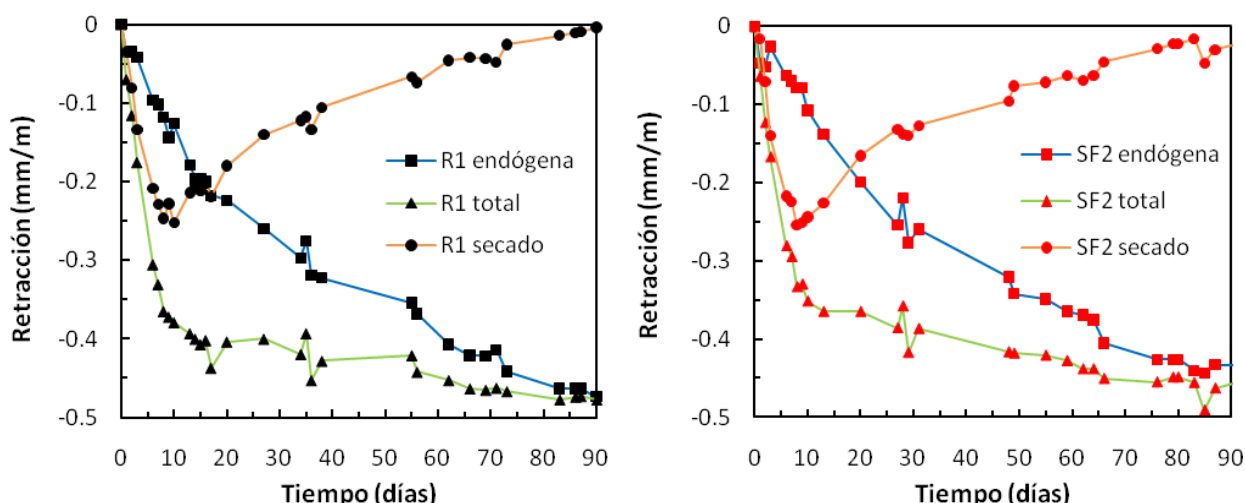 0
-0.1
-0.2
-0.3
-0.4
-0.5
Retracción (mm/m)
R1 endógena
R1 total
R1 secado
0 10 20 30 40 50 60 70 80 90
Tiempo (días)
0
-0.1
-0.2
-0.3
-0.4
-0.5
Retracción (mm/m)
SF2 endógena
SF2 total
SF2 secado
0 10 20 30 40 50 60 70 80 90
Tiempo (días)